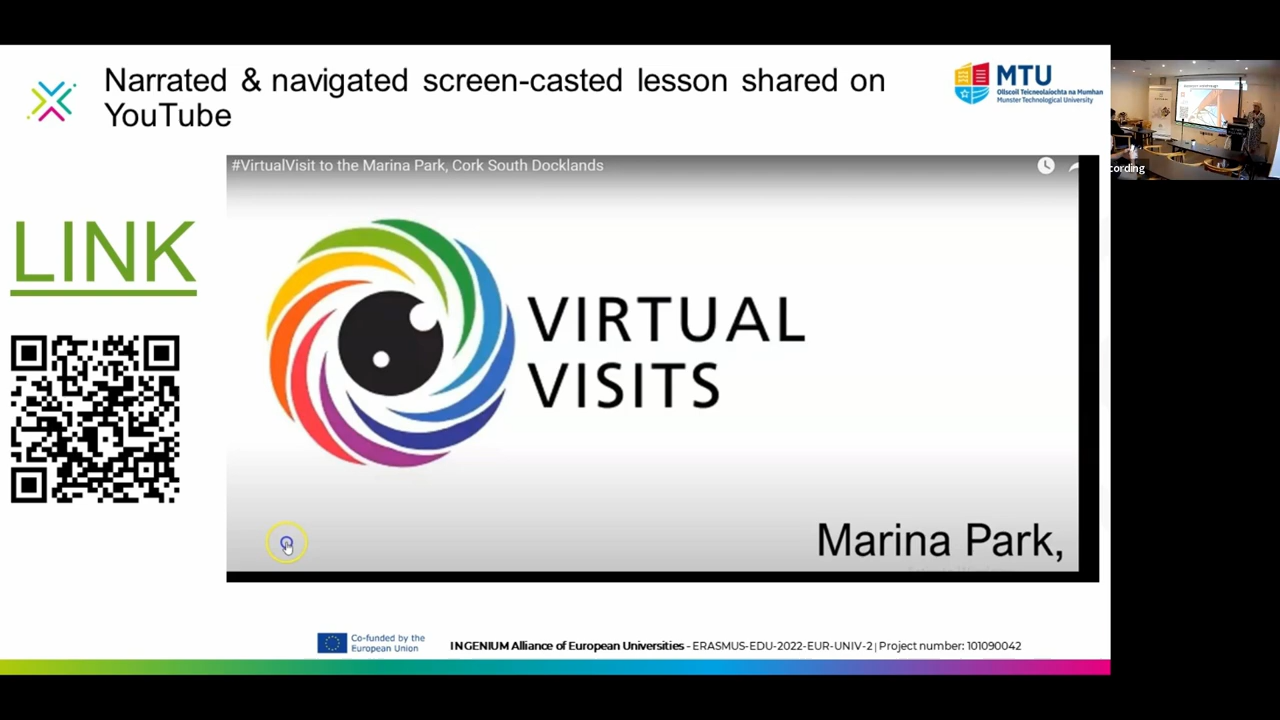 Narrated & navigated screen-casted lesson shared on
YouTube
MTU
Ollscoil Teicneolaíochta na Mumhan
Munster Technological University
#VirtualVisit to the Marina Park, Cork South Docklands
LINK
VIRTUAL
VISITS
Marina Park,
cording
Co-funded by the
European Union
INGENIUM Alliance of European Universities - ERASMUS-EDU-2022-EUR-UNIV-2 | Project number: 101090042